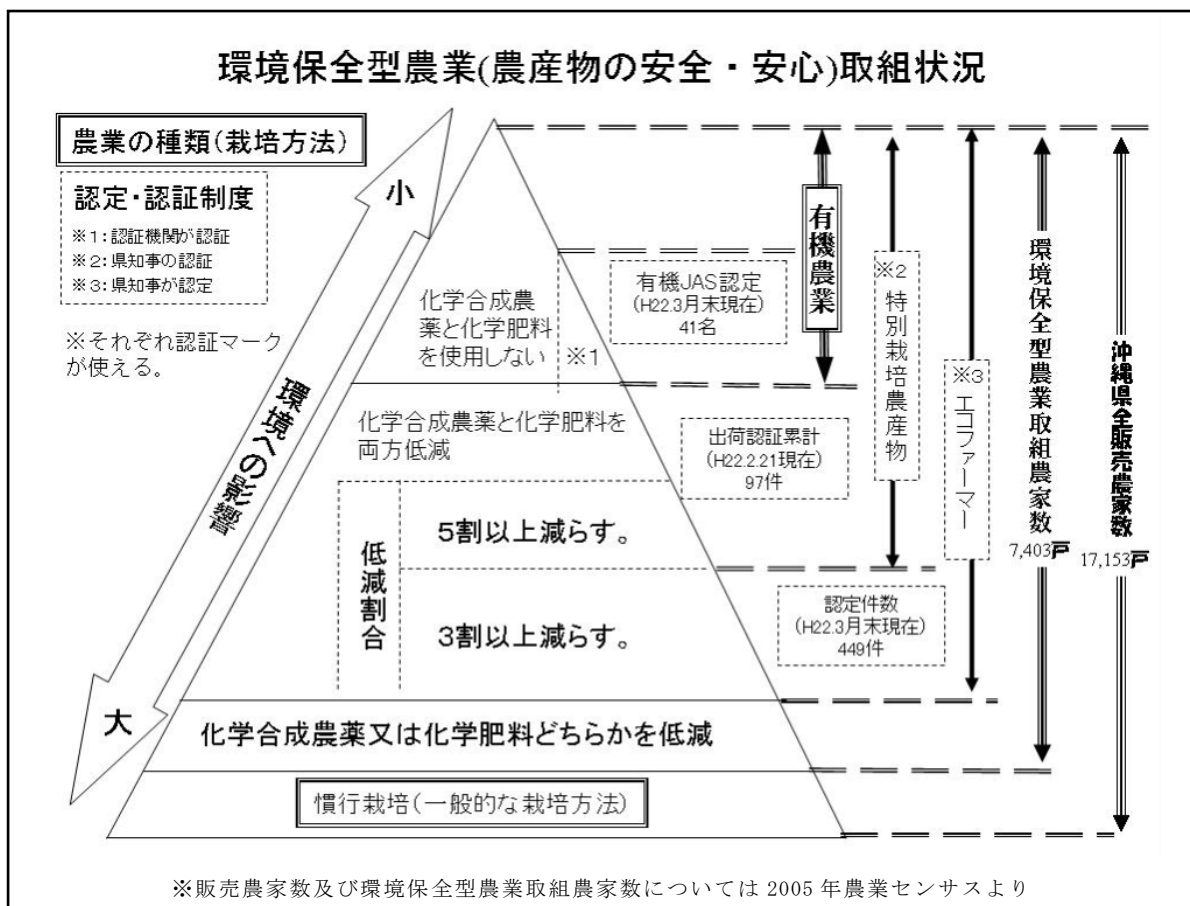 環境保全型農業(農産物の安全・安心)取組状況
農業の種類(栽培方法)
認定・認証制度
※1:認証機関が認証
※2:県知事の認証
※3:県知事が認定
※それぞれ認証マーク
が使える。
小
環境への影響
大
化学合成農
薬と化学肥料
を使用しない
※1
有機JAS認定
(H22.3月末現在)
41名
有機農業
化学合成農薬と化学肥料を
両方低減
出荷認証累計
(H22.2.21現在)
97件
※2 特別栽培農産物
低減割合
5割以上減らす。
3割以上減らす。
認定件数
(H22.3月末現在)
449件
※3 エコファーマー
環境保全型農業取組農家数
7,403戸
沖縄県全販売農家数
17,153戸
化学合成農薬又は化学肥料どちらかを低減
慣行栽培(一般的な栽培方法)
※販売農家数及び環境保全型農業取組農家数については 2005 年農業センサスより